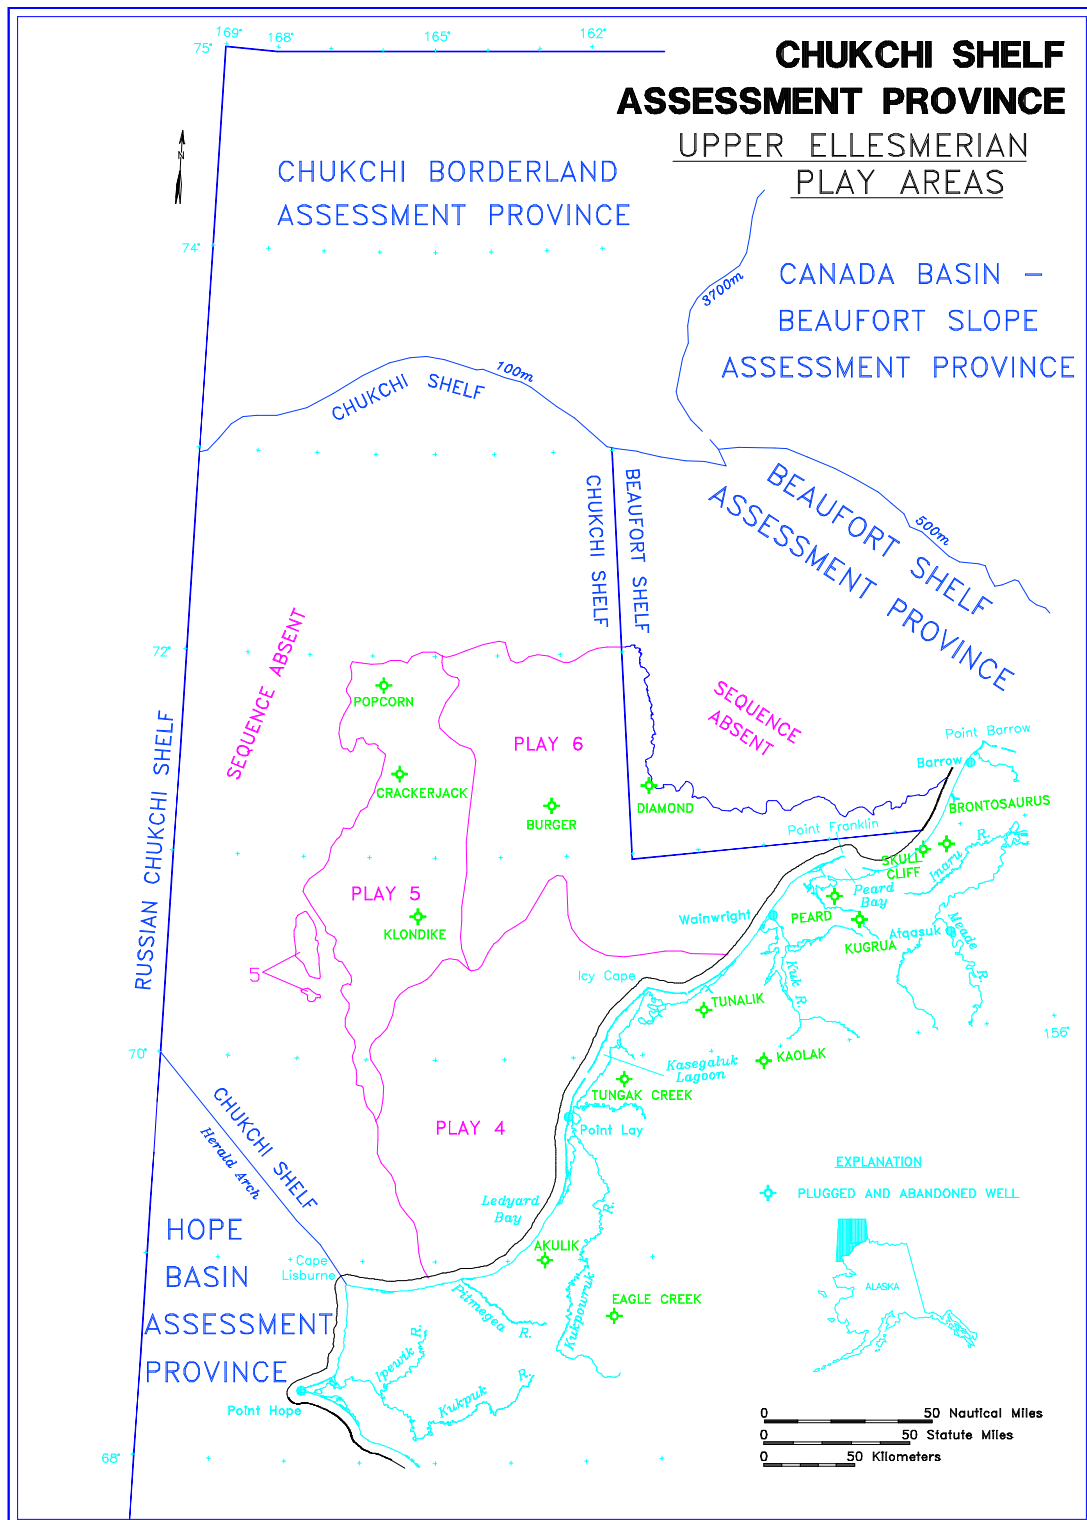 169°
168°
165°
162°
75°
CHUKCHI SHELF
ASSESSMENT PROVINCE
UPPER ELLESMERIAN
PLAY AREAS
N
CHUKCHI BORDERLAND
ASSESSMENT PROVINCE
74°
3700m
CANADA BASIN –
BEAUFORT SLOPE
ASSESSMENT PROVINCE
100m
CHUKCHI SHELF
CHUKCHI SHELF
BEAUFORT SHELF
BEAUFORT SHELF
ASSESSMENT PROVINCE
500m
72°
SEQUENCE ABSENT
POPCORN
PLAY 6
SEQUENCE
ABSENT
Point Barrow
Barrow
CRACKERJACK
BURGER
DIAMOND
BRONTOSAURUS
Point Franklin
SKULL
CLIFF
Inaru R.
RUSSIAN CHUKCHI SHELF
PLAY 5
KLONDIKE
Peard
Bay
Wainwright
PEARD
KUGRUA
Atqasuk
Meade R.
5
Icy Cape
Kuk R.
TUNALIK
156°
70°
KAOLAK
Kasegaluk
Lagoon
TUNGAK CREEK
CHUKCHI SHELF
Herald Arch
PLAY 4
Point Lay
EXPLANATION
PLUGGED AND ABANDONED WELL
Ledyard
Bay
HOPE
BASIN
ASSESSMENT
PROVINCE
Cape
Lisburne
AKULIK
Kukpowruk R.
ALASKA
EAGLE CREEK
Pitmegea R.
Ipewik R.
Kukpuk R.
Point Hope
0 50 Nautical Miles
0 50 Statute Miles
0 50 Kilometers
68°